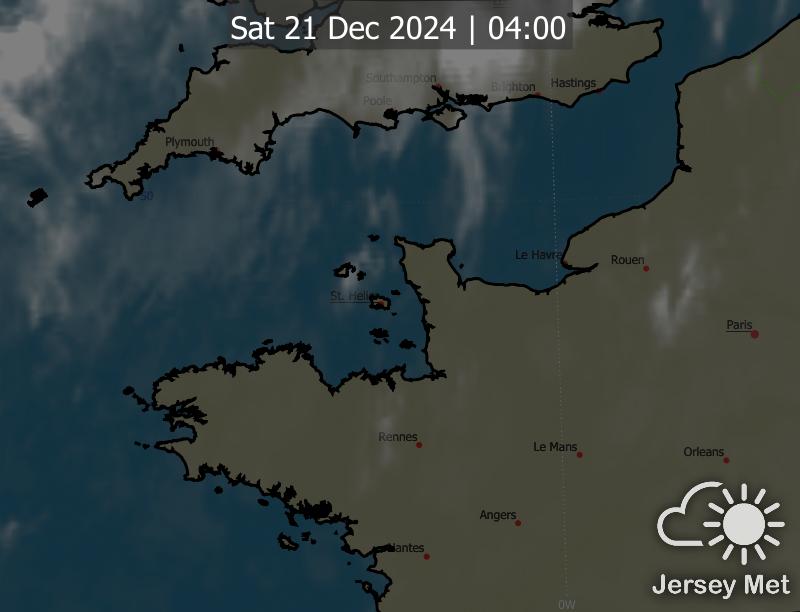 Sat 21 Dec 2024 | 04:00
Southampton
Brighton
Hastings
Poole
Plymouth
50
Le Havre
Rouen
St. Helier
Paris
Rennes
Le Mans
Orleans
Angers
Nantes
Jersey Met
0W